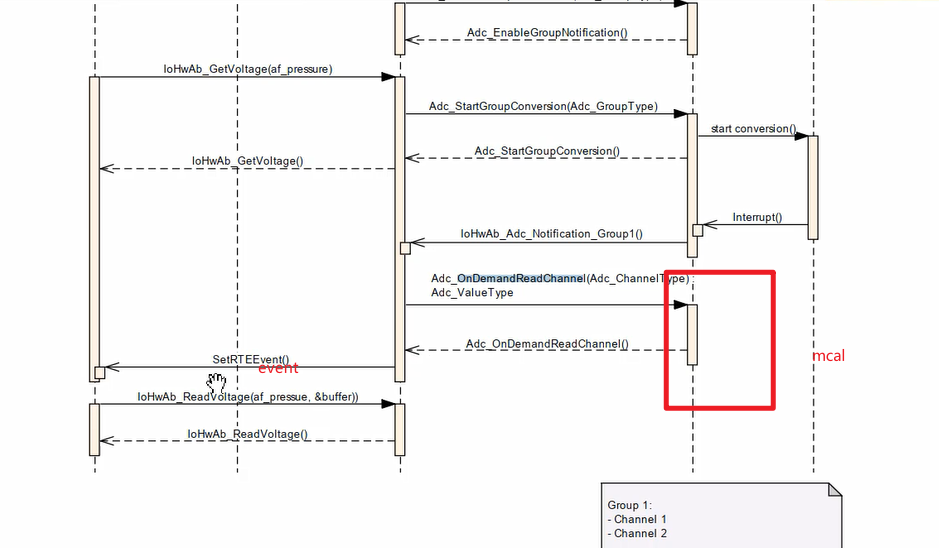 Adc_EnableGroupNotification()
IoHwAb_GetVoltage(af_pressure)
Adc_StartGroupConversion(Adc_GroupType)
start conversion()
Adc_StartGroupConversion()
IoHwAb_GetVoltage()
Interrupt()
IoHwAb_Adc_Notification_Group1()
Adc_OnDemandReadChannel(Adc_ChannelType) :
Adc_ValueType
Adc_OnDemandReadChannel()
mcal
SetRTEEvent()
event
IoHwAb_ReadVoltage(af_pressue, &buffer))
IoHwAb_ReadVoltage()
Group 1:
- Channel 1
- Channel 2